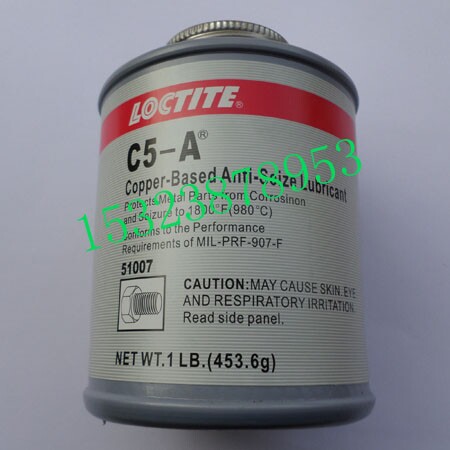 LOCTITE®
C5-A®
Copper-Based Anti-Seize Lubricant
Protects Metal Parts from Corrosinon
and Seizure to 1800°F(980°C)
Conforms to the Performance
Requirements of MIL-PRF-907-F
51007
CAUTION:MAY CAUSE SKIN.EYE
AND RESPIRATORY IRRITATION.
Read side panel.
NET WT.1 LB.(453.6g)
15323878953